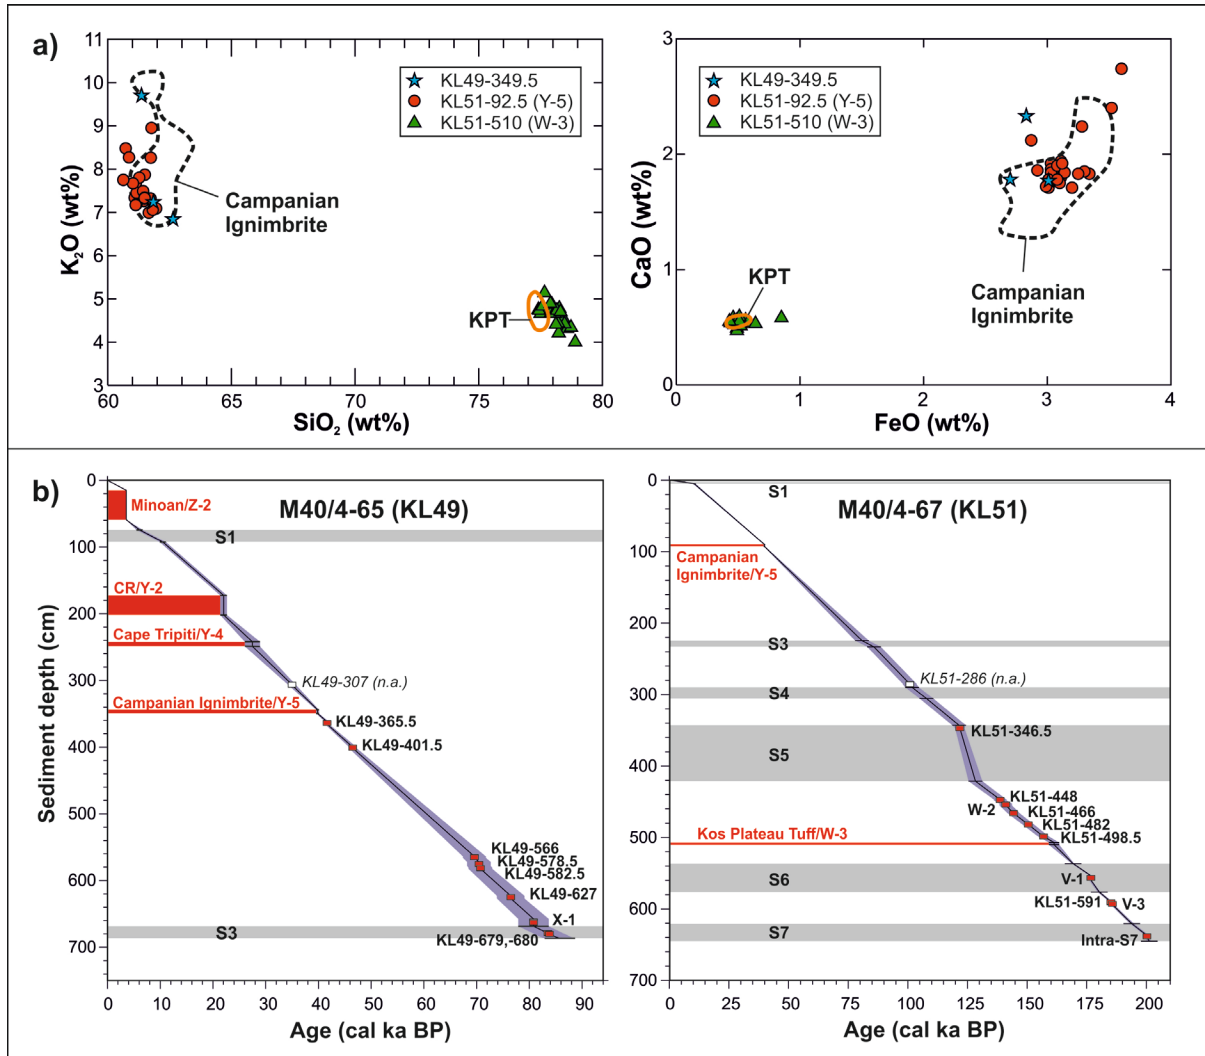 a)
11
10
9
8
7
6
5
4
3
K₂O (wt%)
KL49-349.5
KL51-92.5 (Y-5)
KL51-510 (W-3)
Campanian
Ignimbrite
KPT
60
65
70
75
80
SiO₂ (wt%)
3
2
1
0
CaO (wt%)
KL49-349.5
KL51-92.5 (Y-5)
KL51-510 (W-3)
KPT
Campanian
Ignimbrite
0
1
2
3
4
FeO (wt%)
b)
0
100
200
300
400
500
600
700
Sediment depth (cm)
M40/4-65 (KL49)
Minoan/Z-2
S1
CR/Y-2
Cape Tripiti/Y-4
KL49-307 (n.a.)
Campanian Ignimbrite/Y-5
KL49-365.5
KL49-401.5
KL49-566
KL49-578.5
KL49-582.5
KL49-627
X-1
S3
KL49-679,-680
0
10
20
30
40
50
60
70
80
90
Age (cal ka BP)
0
100
200
300
400
500
600
700
M40/4-67 (KL51)
S1
Campanian
Ignimbrite/Y-5
S3
KL51-286 (n.a.)
S4
KL51-346.5
S5
KL51-448
W-2
KL51-466
KL51-482
KL51-498.5
Kos Plateau Tuff/W-3
S6
V-1
KL51-591
V-3
S7
Intra-S7
0
25
50
75
100
125
150
175
200
Age (cal ka BP)